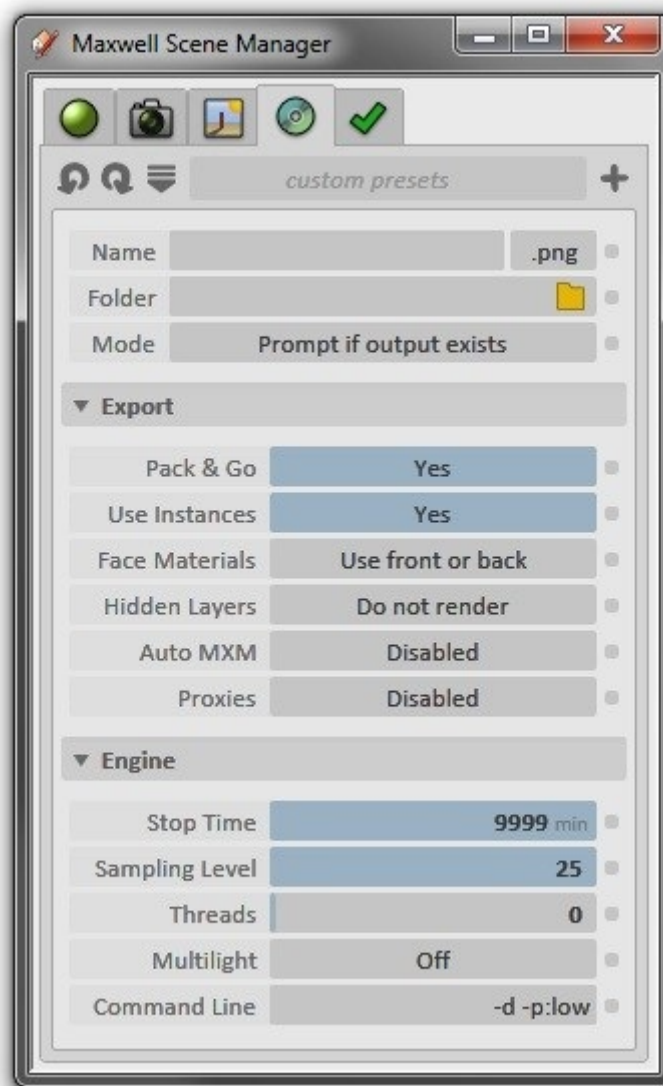 Maxwell Scene Manager
custom presets
Name .png
Folder
Mode Prompt if output exists
Export
Pack & Go Yes
Use Instances Yes
Face Materials Use front or back
Hidden Layers Do not render
Auto MXM Disabled
Proxies Disabled
Engine
Stop Time 9999 min
Sampling Level 25
Threads 0
Multilight Off
Command Line -d -p:low